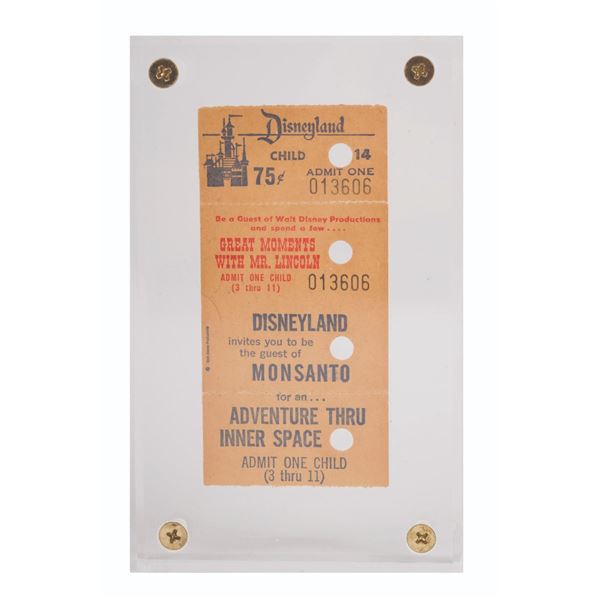 Disneyland
CHILD 14
75¢ ADMIT ONE
013606
Be a Guest of Walt Disney Productions
and spend a few....
GREAT MOMENTS
WITH MR. LINCOLN
ADMIT ONE CHILD
(3 thru 11) 013606
DISNEYLAND
invites you to be
the guest of
MONSANTO
for an...
ADVENTURE THRU
INNER SPACE
ADMIT ONE CHILD
(3 thru 11)